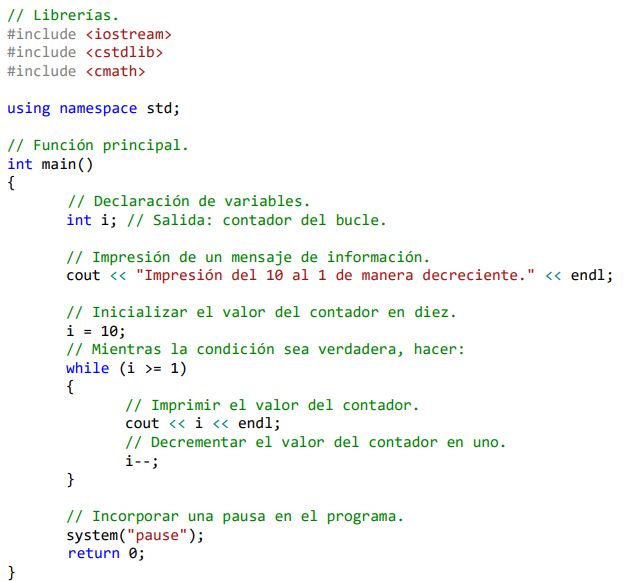 // Librerías.
#include <iostream>
#include <cstdlib>
#include <cmath>
using namespace std;
// Función principal.
int main()
{
// Declaración de variables.
int i; // Salida: contador del bucle.
// Impresión de un mensaje de información.
cout << "Impresión del 10 al 1 de manera decreciente." << endl;
// Inicializar el valor del contador en diez.
i = 10;
// Mientras la condición sea verdadera, hacer:
while (i >= 1)
{
// Imprimir el valor del contador.
cout << i << endl;
// Decrementar el valor del contador en uno.
i--;
}
// Incorporar una pausa en el programa.
system("pause");
return 0;
}